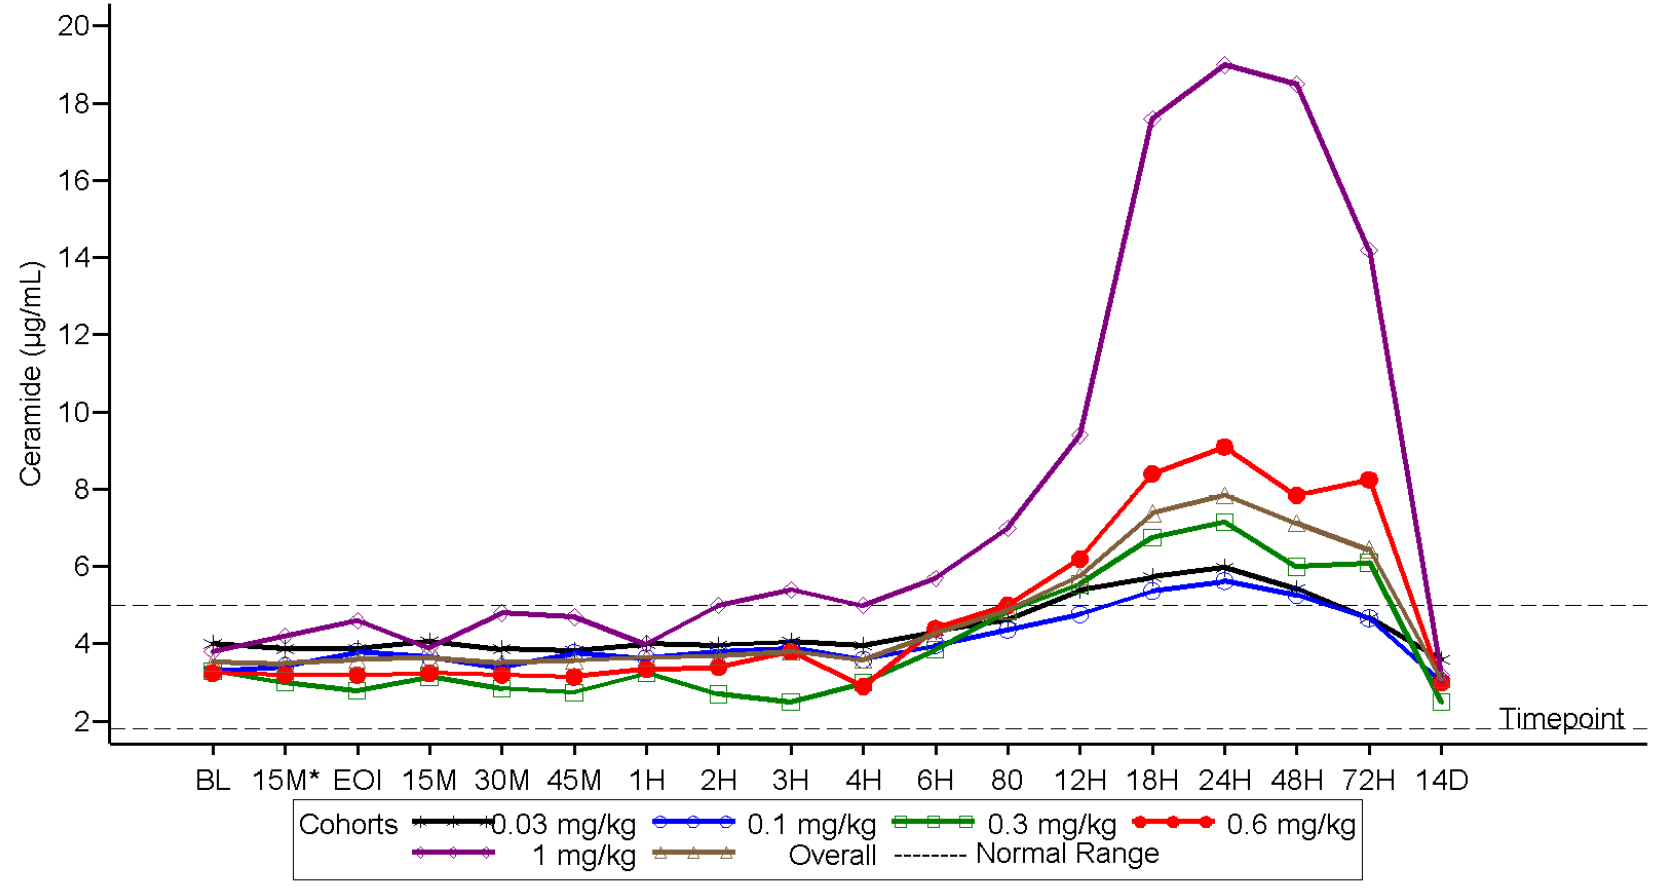 20
18
16
14
12
10
8
6
4
2
Ceramide (µg/mL)
Timepoint
BL 15M* EOI 15M 30M 45M 1H 2H 3H 4H 6H 80 12H 18H 24H 48H 72H 14D
Cohorts 0.03 mg/kg 0.1 mg/kg 0.3 mg/kg 0.6 mg/kg
1 mg/kg Overall Normal Range